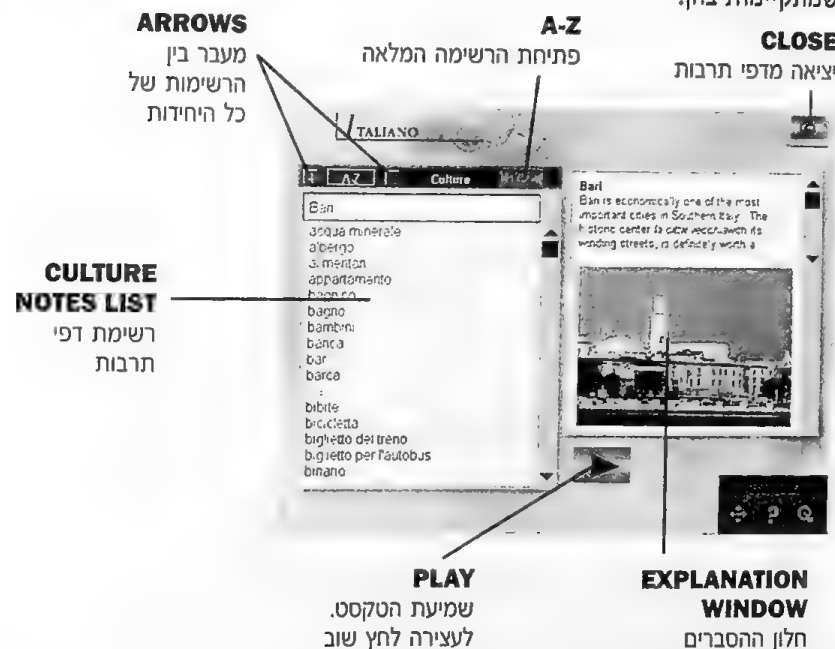 שמתקיימות בהן.
ARROWS
מעבר בין
הרשימות של
כל היחידות
A-Z
פתיחת הרשימה המלאה
CLOSE
יציאה מדפי תרבות
TALIANO
A-Z
Culture
Bari
acqua minerale
albergo
alimentari
appartamento
bagno
bambini
banca
bar
barca
bibite
bicicletta
biglietto del treno
biglietto per l'autobus
binario
Bari
Bari is economically one of the most
important cities in Southern Italy. The
historic center with its
winding streets, is definitely worth a
CULTURE
NOTES LIST
רשימת דפי
תרבות
PLAY
שמיעת הטקסט.
לעצירה לחץ שוב
EXPLANATION
WINDOW
חלון ההסברים
? Q